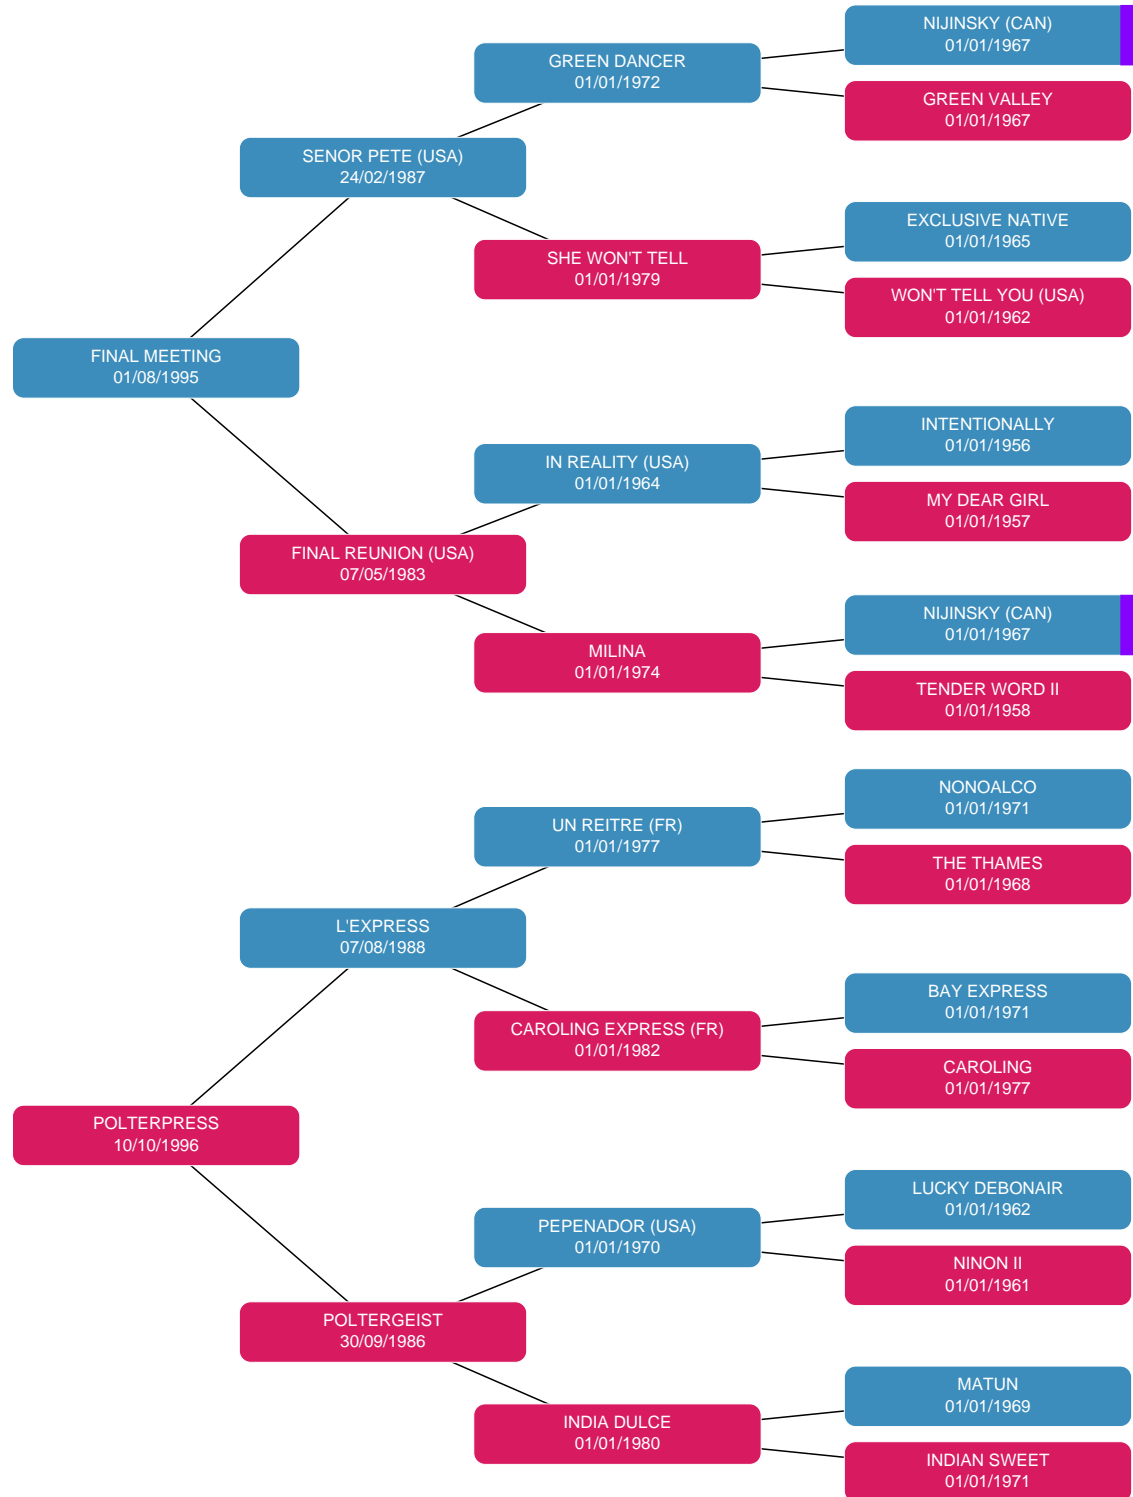 NIJINSKY (CAN)
01/01/1967
GREEN DANCER
01/01/1972
GREEN VALLEY
01/01/1967
SENOR PETE (USA)
24/02/1987
EXCLUSIVE NATIVE
01/01/1965
SHE WON'T TELL
01/01/1979
WON'T TELL YOU (USA)
01/01/1962
FINAL MEETING
01/08/1995
INTENTIONALLY
01/01/1956
IN REALITY (USA)
01/01/1964
MY DEAR GIRL
01/01/1957
FINAL REUNION (USA)
07/05/1983
NIJINSKY (CAN)
01/01/1967
MILINA
01/01/1974
TENDER WORD II
01/01/1958
NONOALCO
01/01/1971
UN REITRE (FR)
01/01/1977
THE THAMES
01/01/1968
L'EXPRESS
07/08/1988
BAY EXPRESS
01/01/1971
CAROLING EXPRESS (FR)
01/01/1982
CAROLING
01/01/1977
POLTERPRESS
10/10/1996
LUCKY DEBONAIR
01/01/1962
PEPENADOR (USA)
01/01/1970
NINON II
01/01/1961
POLTERGEIST
30/09/1986
MATUN
01/01/1969
INDIA DULCE
01/01/1980
INDIAN SWEET
01/01/1971